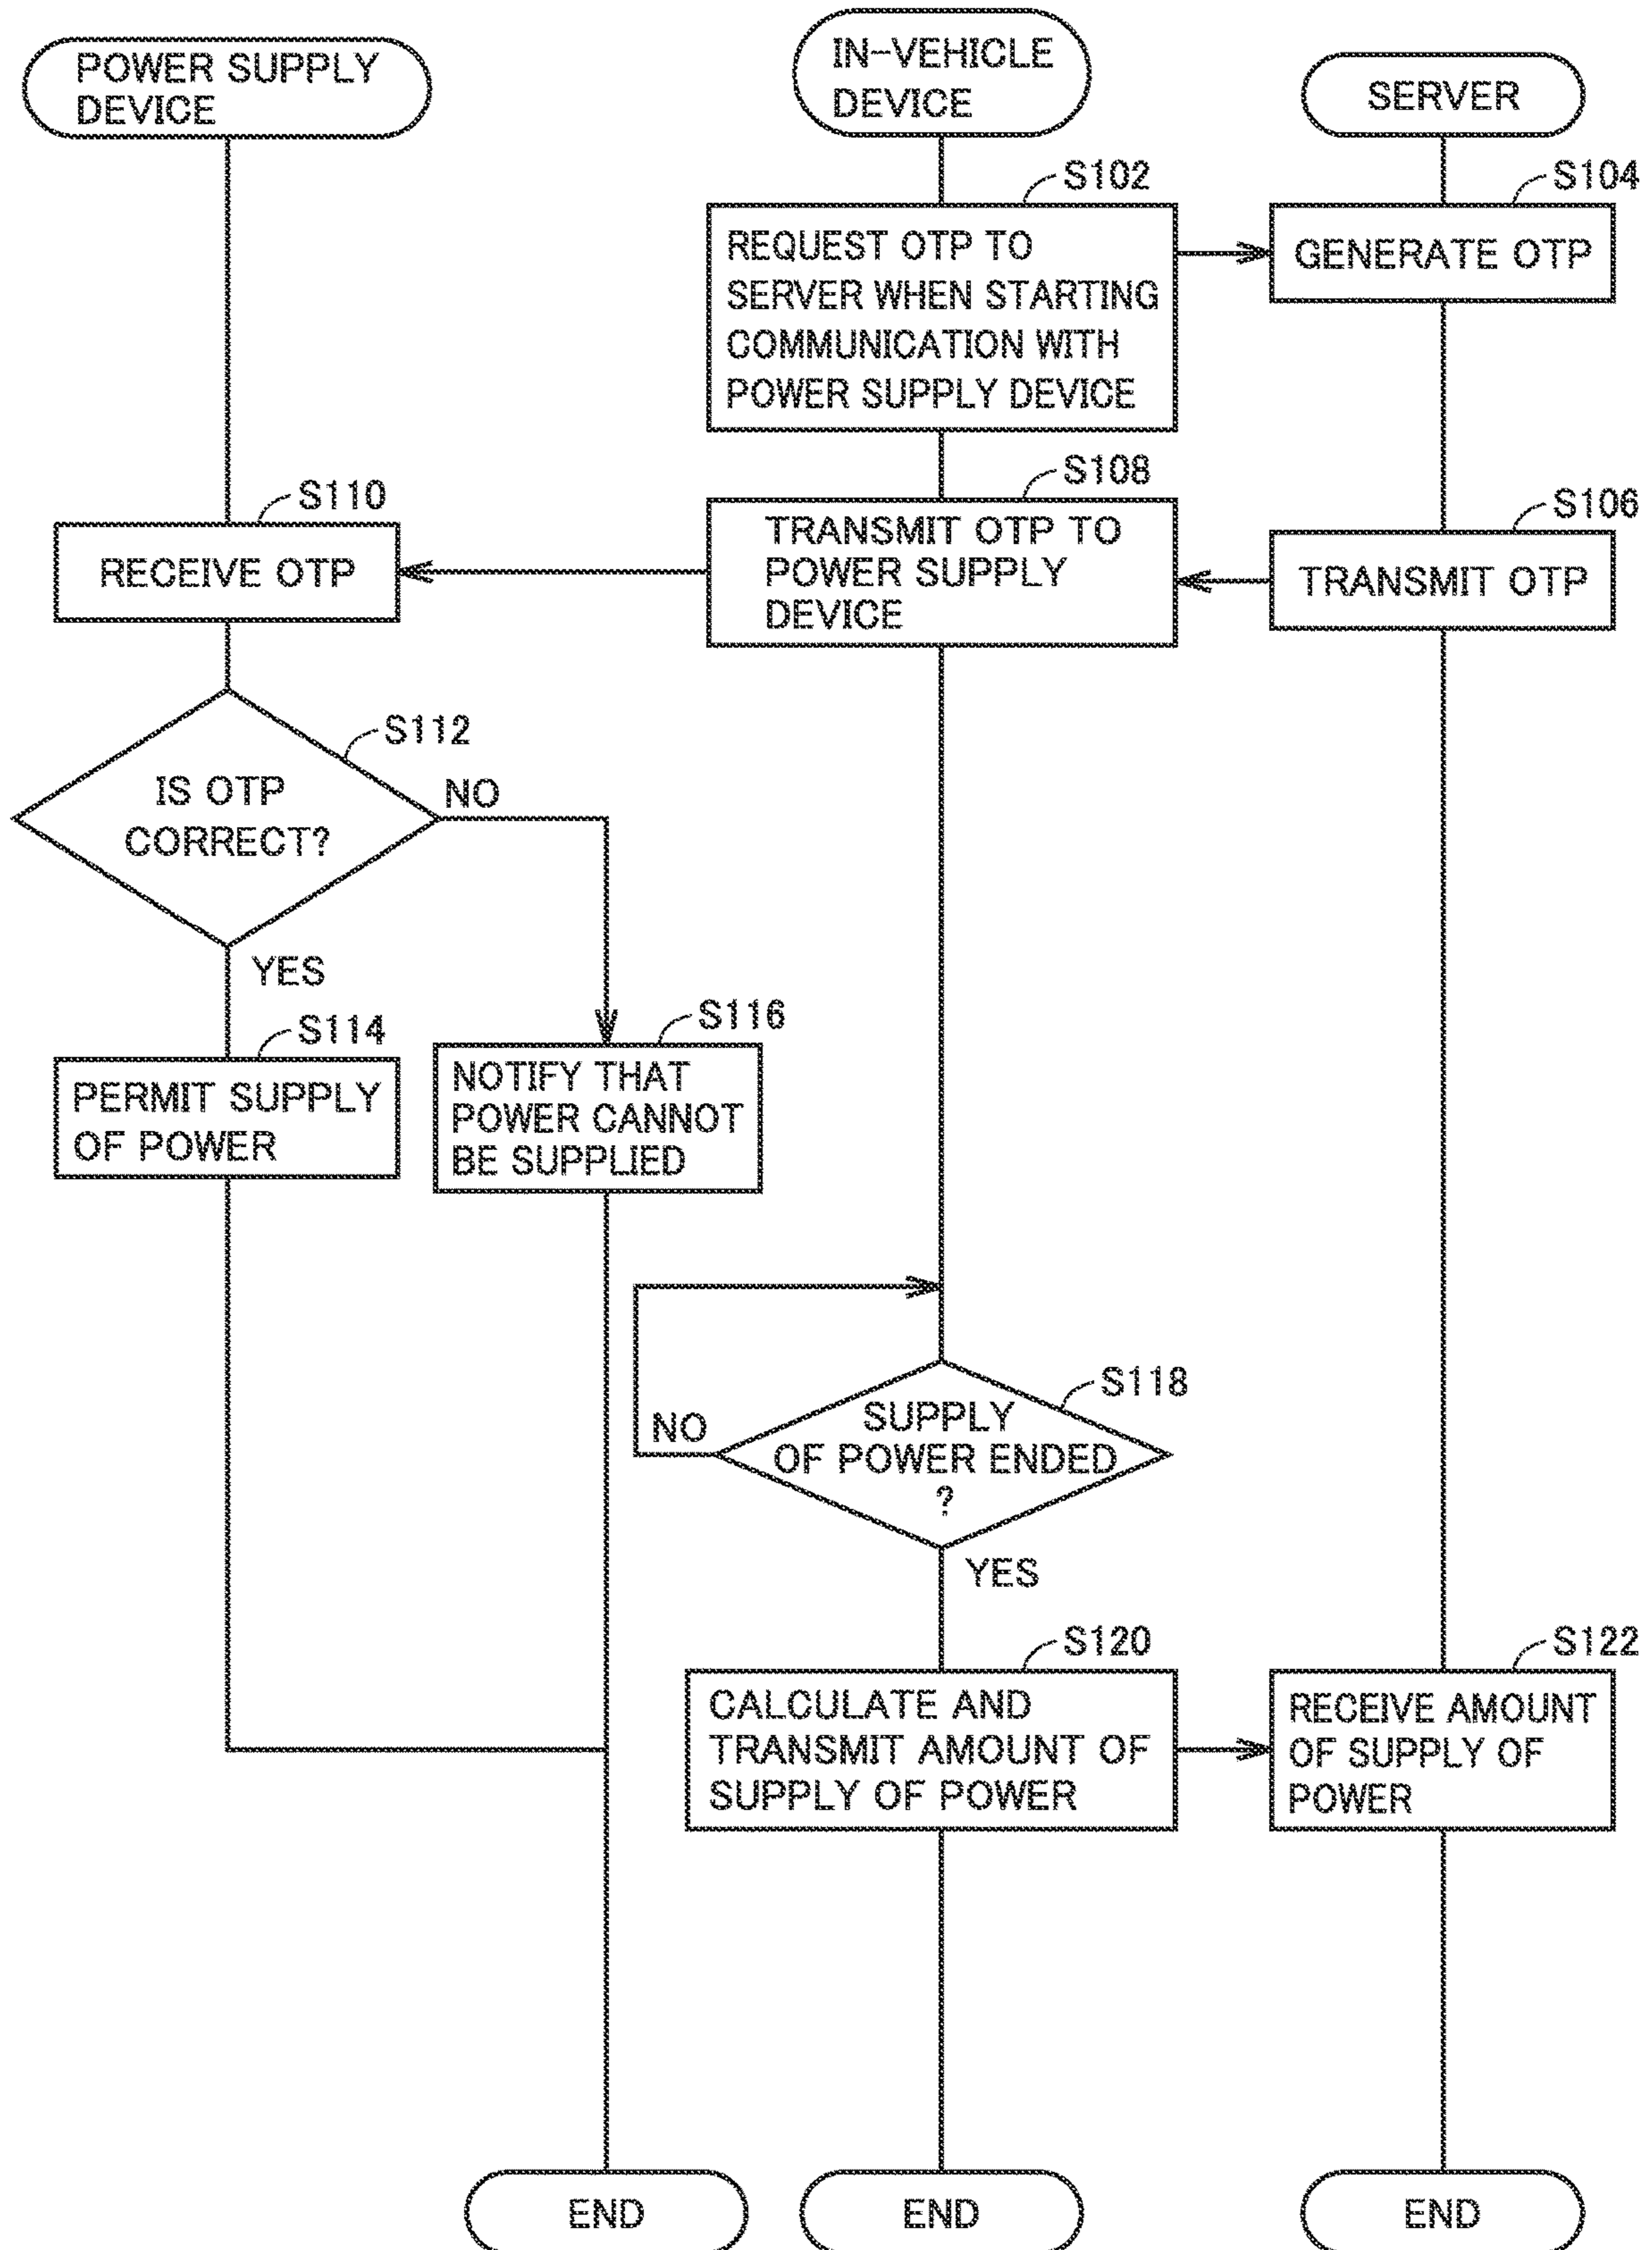 POWER SUPPLY
DEVICE
IN-VEHICLE
DEVICE
SERVER
S102
REQUEST OTP TO
SERVER WHEN STARTING
COMMUNICATION WITH
POWER SUPPLY DEVICE
S104
GENERATE OTP
S108
TRANSMIT OTP TO
POWER SUPPLY
DEVICE
S106
TRANSMIT OTP
S110
RECEIVE OTP
S112
IS OTP
CORRECT?
NO
YES
S114
PERMIT SUPPLY
OF POWER
S116
NOTIFY THAT
POWER CANNOT
BE SUPPLIED
S118
SUPPLY
OF POWER ENDED
?
NO
YES
S120
CALCULATE AND
TRANSMIT AMOUNT OF
SUPPLY OF POWER
S122
RECEIVE AMOUNT
OF SUPPLY OF
POWER
END
END
END